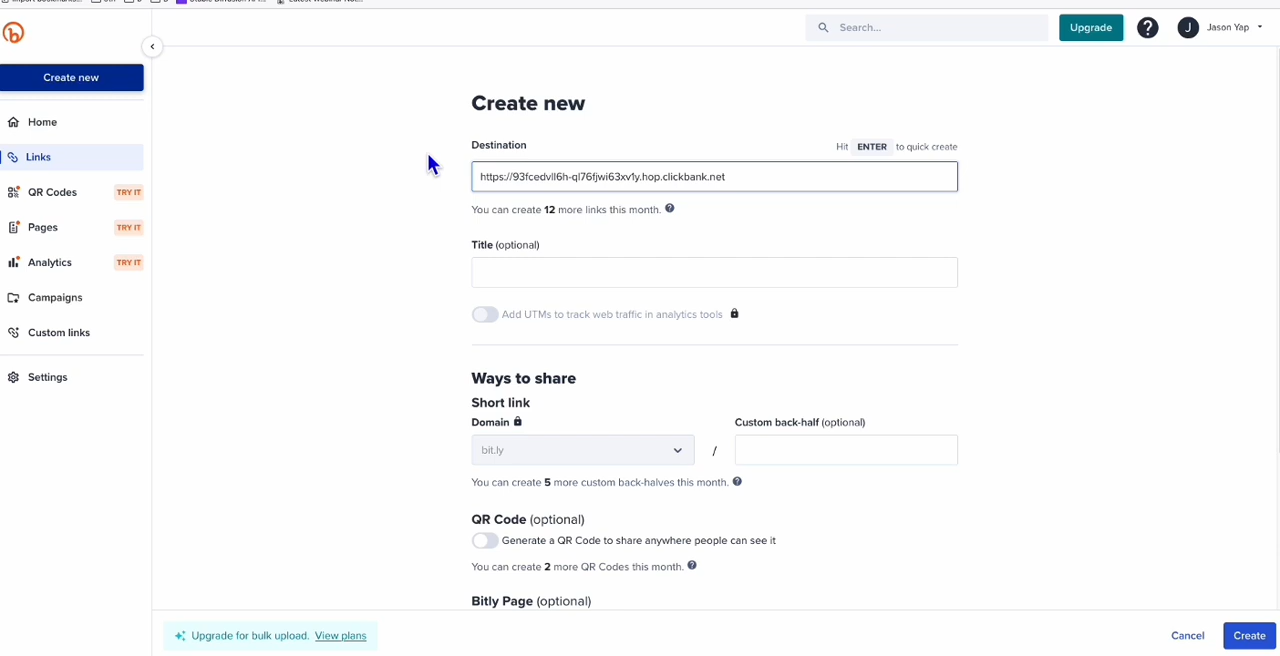 Search...
Upgrade
?
J
Jason Yap
Create new
Home
Links
QR Codes
TRY IT
Pages
TRY IT
Analytics
TRY IT
Campaigns
Custom links
Settings
Create new
Destination
Hit ENTER to quick create
https://93fcedvll6h-ql76fjwi63xv1y.hop.clickbank.net
You can create 12 more links this month.
Title (optional)
Add UTMs to track web traffic in analytics tools
Ways to share
Short link
Domain
Custom back-half (optional)
bit.ly
/
You can create 5 more custom back-halves this month.
QR Code (optional)
Generate a QR Code to share anywhere people can see it
You can create 2 more QR Codes this month.
Bitly Page (optional)
Upgrade for bulk upload. View plans
Cancel
Create